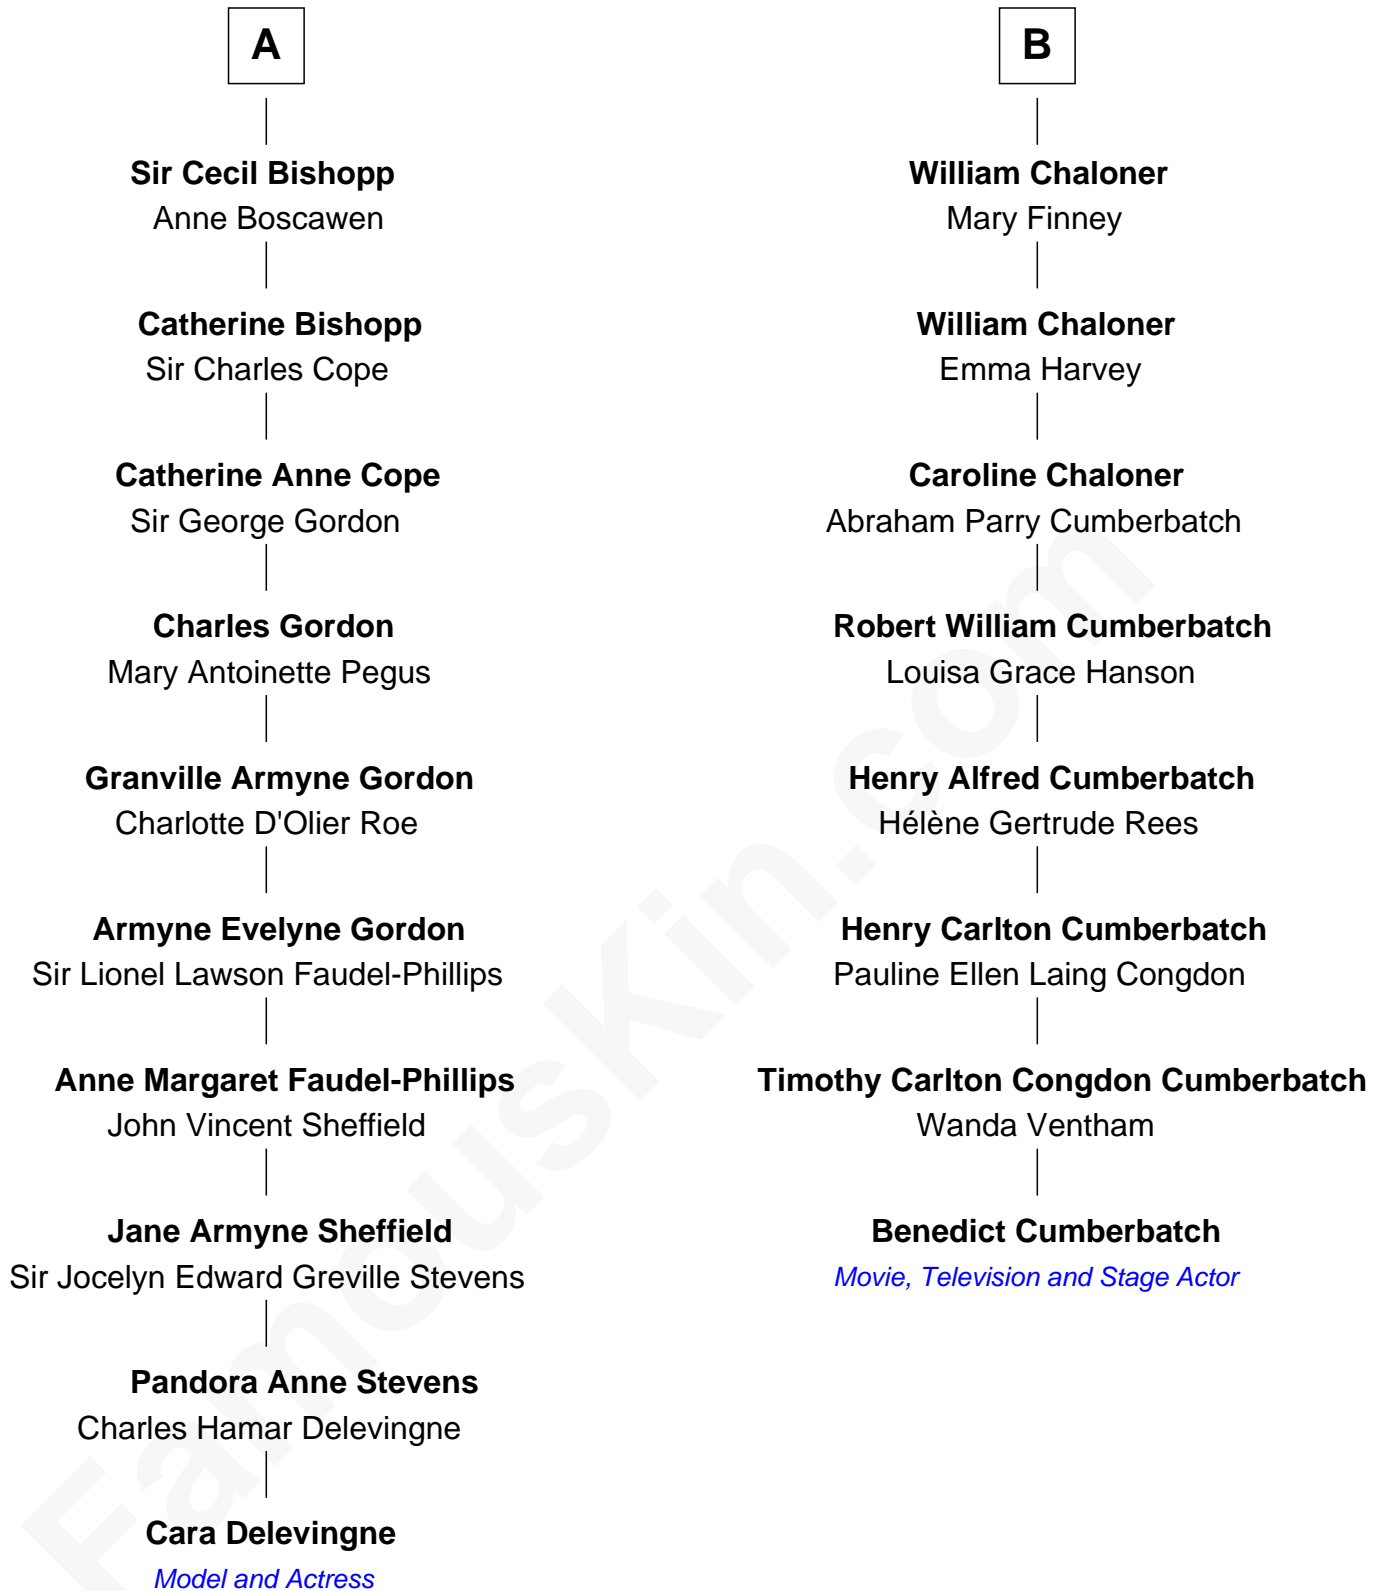 A
Sir Cecil Bishopp
Anne Boscawen
Catherine Bishopp
Sir Charles Cope
Catherine Anne Cope
Sir George Gordon
Charles Gordon
Mary Antoinette Pegus
Granville Armyne Gordon
Charlotte D'Olier Roe
Armyne Evelyne Gordon
Sir Lionel Lawson Faudel-Phillips
Anne Margaret Faudel-Phillips
John Vincent Sheffield
Jane Armyne Sheffield
Sir Jocelyn Edward Greville Stevens
Pandora Anne Stevens
Charles Hamar Delevingne
Cara Delevingne
Model and Actress
B
William Chaloner
Mary Finney
William Chaloner
Emma Harvey
Caroline Chaloner
Abraham Parry Cumberbatch
Robert William Cumberbatch
Louisa Grace Hanson
Henry Alfred Cumberbatch
Hélène Gertrude Rees
Henry Carlton Cumberbatch
Pauline Ellen Laing Congdon
Timothy Carlton Congdon Cumberbatch
Wanda Ventham
Benedict Cumberbatch
Movie, Television and Stage Actor
FamousKin.com